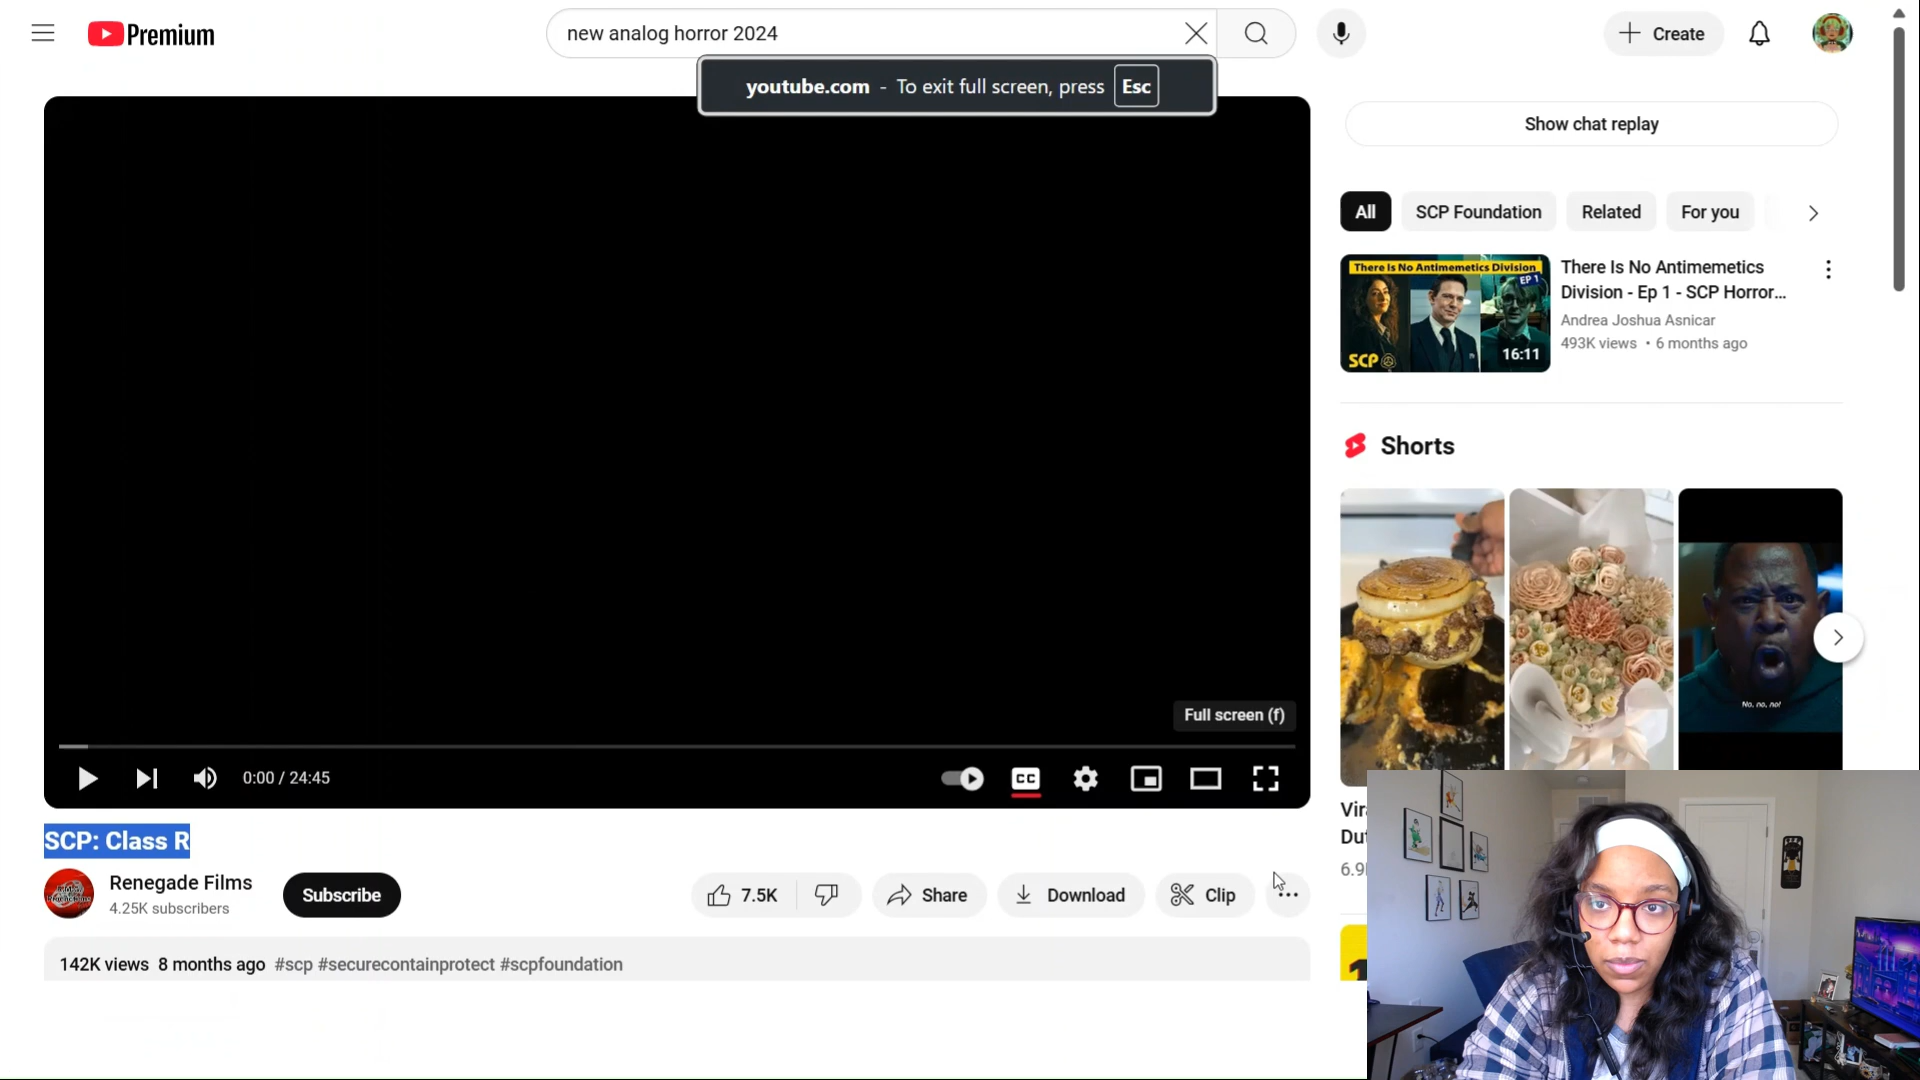 Premium
new analog horror 2024
Create
youtube.com - To exit full screen, press Esc
Show chat replay
All
SCP Foundation
Related
For you
There Is No Antimemetics Division
EP 1
SCP
16:11
There Is No Antimemetics
Division - Ep 1 - SCP Horror...
Andrea Joshua Asnicar
493K views • 6 months ago
Shorts
No, no, no!
Full screen (f)
0:00 / 24:45
CC
SCP: Class R
Renegade Films
4.25K subscribers
Subscribe
7.5K
Share
Download
Clip
142K views 8 months ago #scp #securecontainprotect #scpfoundation